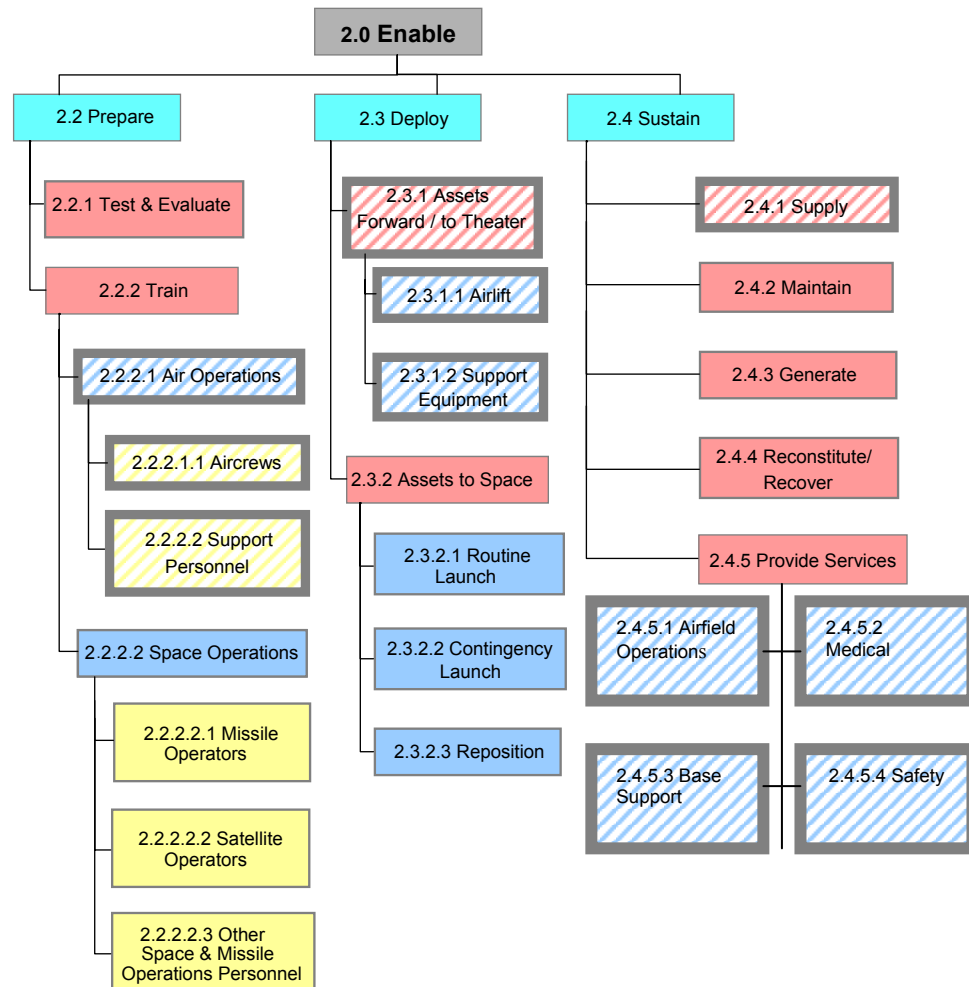 2.0 Enable
2.2 Prepare
2.3 Deploy
2.4 Sustain
2.2.1 Test & Evaluate
2.2.2 Train
2.2.2.1 Air Operations
2.2.2.1.1 Aircrews
2.2.2.2 Support
Personnel
2.2.2.2 Space Operations
2.2.2.2.1 Missile
Operators
2.2.2.2.2 Satellite
Operators
2.2.2.2.3 Other
Space & Missile
Operations Personnel
2.3.1 Assets
Forward / to Theater
2.3.1.1 Airlift
2.3.1.2 Support
Equipment
2.3.2 Assets to Space
2.3.2.1 Routine
Launch
2.3.2.2 Contingency
Launch
2.3.2.3 Reposition
2.4.1 Supply
2.4.2 Maintain
2.4.3 Generate
2.4.4 Reconstitute/
Recover
2.4.5 Provide Services
2.4.5.1 Airfield
Operations
2.4.5.2
Medical
2.4.5.3 Base
Support
2.4.5.4 Safety